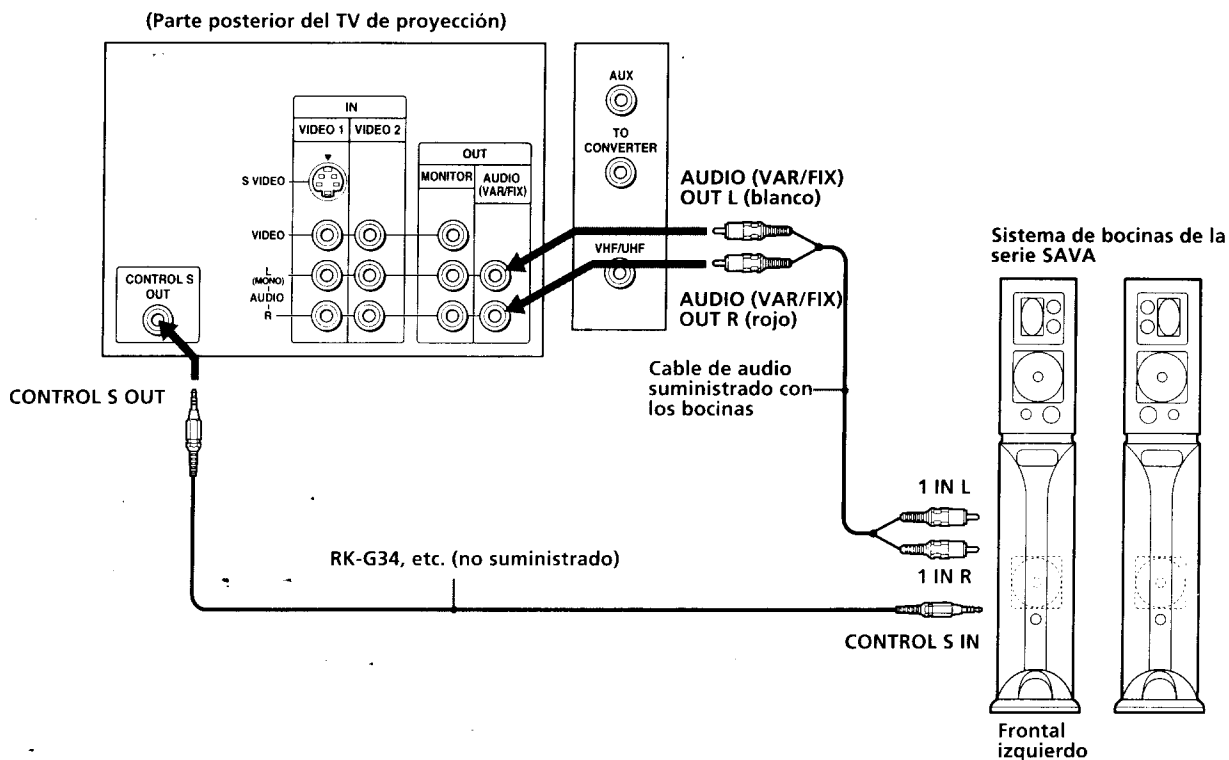 (Parte posterior del TV de proyección)
IN
VIDEO 1 VIDEO 2
S VIDEO
VIDEO
L
(MONO)
AUDIO
R
OUT
MONITOR AUDIO
(VAR/FIX)
CONTROL S
OUT
AUX
TO
CONVERTER
VHF/UHF
AUDIO (VAR/FIX)
OUT L (blanco)
AUDIO (VAR/FIX)
OUT R (rojo)
Sistema de bocinas de la
serie SAVA
Cable de audio
suministrado con
los bocinas
CONTROL S OUT
1 IN L
1 IN R
RK-G34, etc. (no suministrado)
CONTROL S IN
Frontal
izquierdo